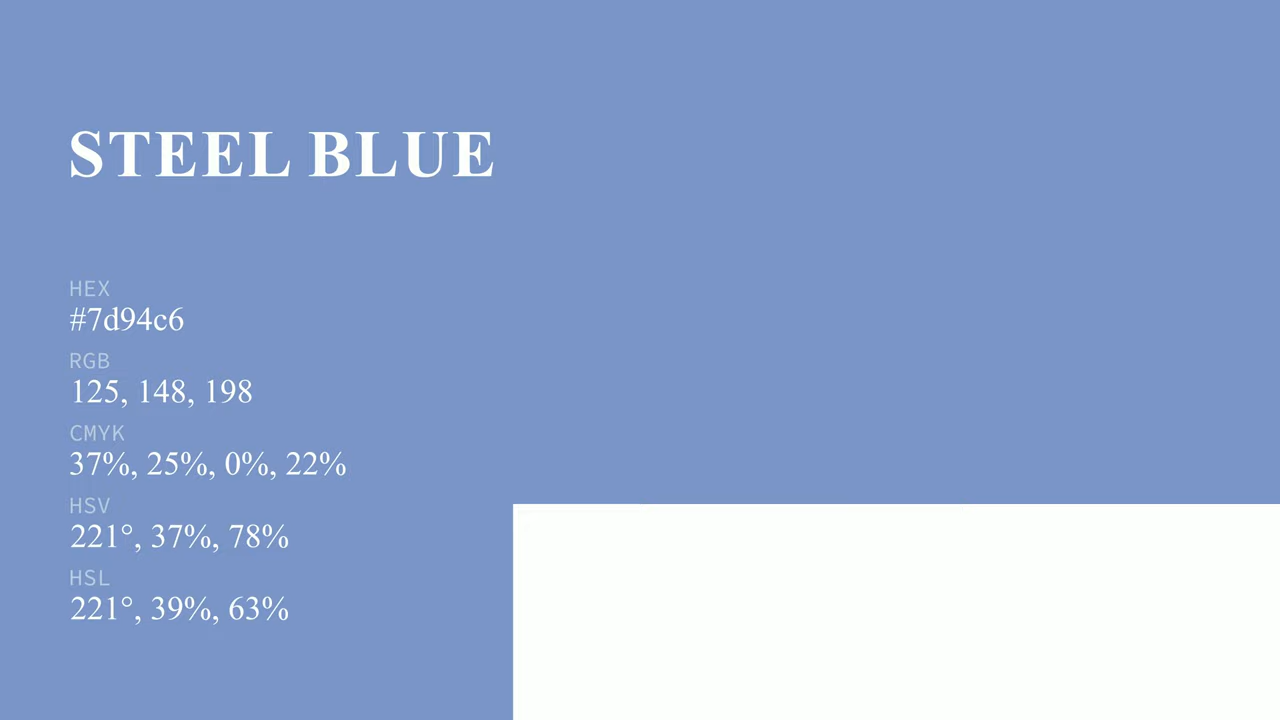 STEEL BLUE
HEX
#7d94c6
RGB
125, 148, 198
CMYK
37%, 25%, 0%, 22%
HSV
221°, 37%, 78%
HSL
221°, 39%, 63%